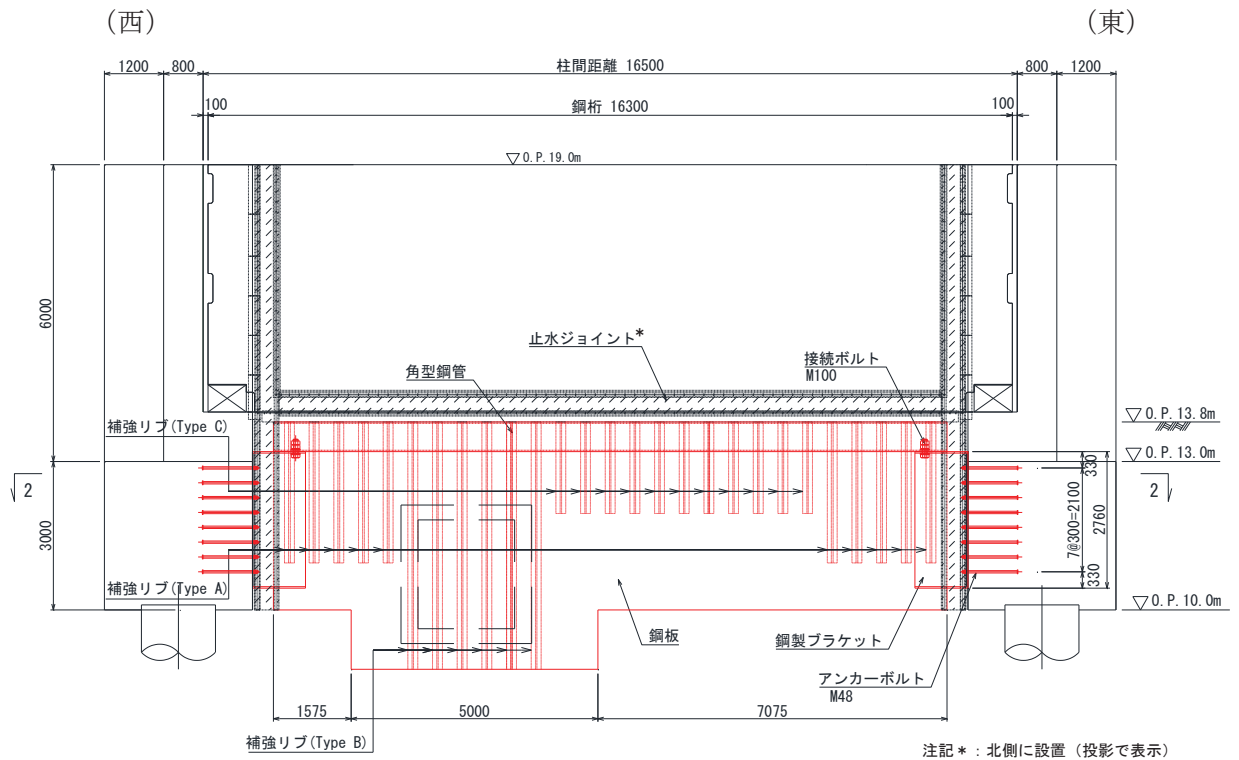 (西)
(東)
1200
800
柱間距離 16500
800
1200
100
鋼桁 16300
100
▽O.P.19.0m
6000
止水ジョイント*
角型鋼管
接続ボルト
M100
補強リブ(Type C)
▽O.P.13.8m
▽O.P.13.0m
2
2
3000
330
7@300=2100
2760
330
補強リブ(Type A)
▽O.P.10.0m
鋼板
鋼製ブラケット
アンカーボルト
M48
1575
5000
7075
補強リブ(Type B)
注記*：北側に設置（投影で表示）